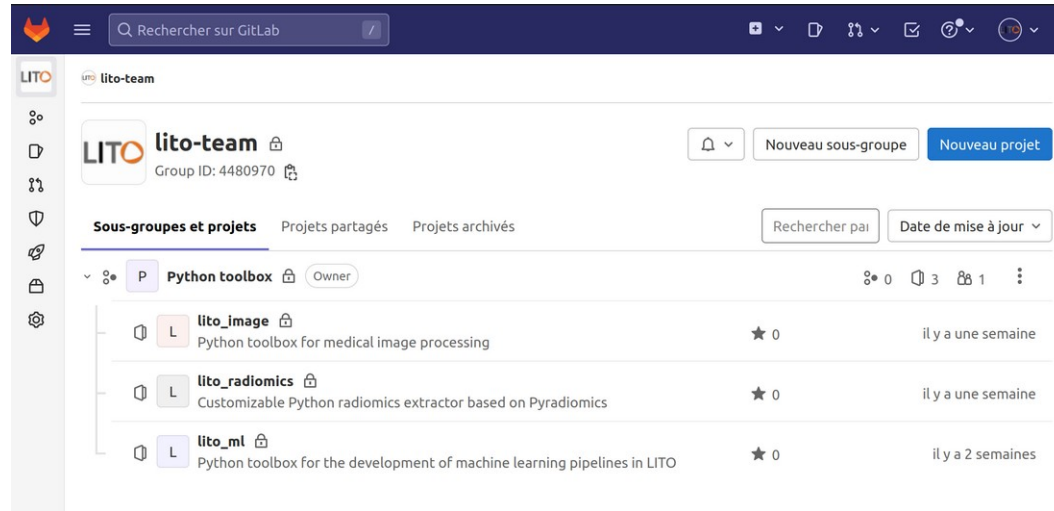 Rechercher sur GitLab /
LITO
lito-team
LITO
lito-team
Group ID: 4480970
Nouveau sous-groupe
Nouveau projet
Sous-groupes et projets Projets partagés Projets archivés
Rechercher pai
Date de mise à jour
P Python toolbox Owner 0 3 1
L lito_image 0 il y a une semaine
Python toolbox for medical image processing
L lito_radiomics 0 il y a une semaine
Customizable Python radiomics extractor based on Pyradiomics
L lito_ml 0 il y a 2 semaines
Python toolbox for the development of machine learning pipelines in LITO